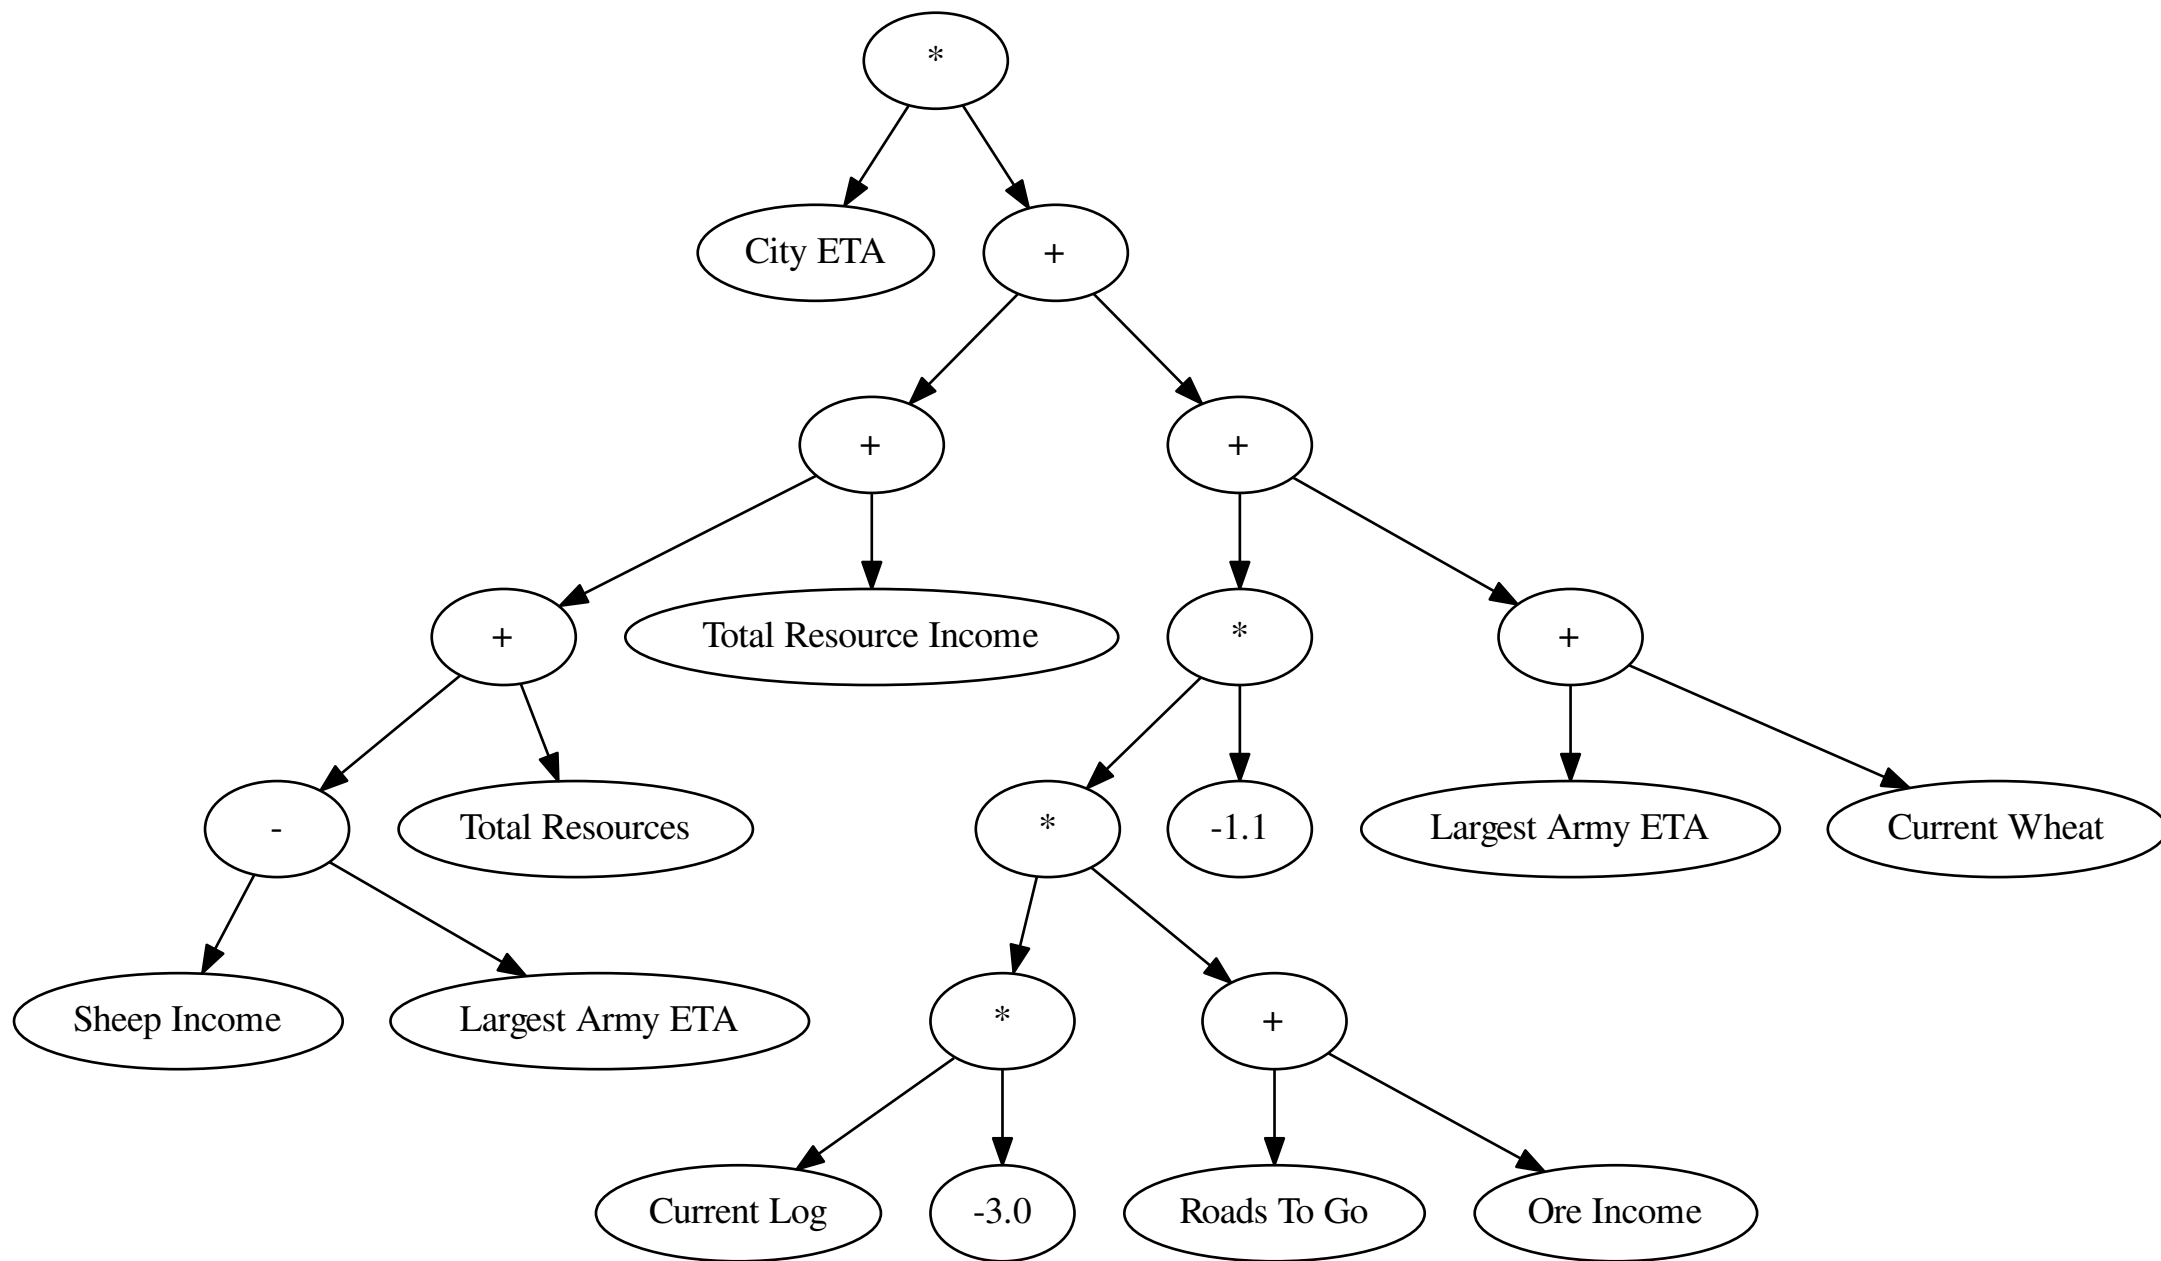 *
City ETA
+
+
+
+
Total Resource Income
*
+
-
Total Resources
*
-1.1
Largest Army ETA
Current Wheat
Sheep Income
Largest Army ETA
*
+
Current Log
-3.0
Roads To Go
Ore Income